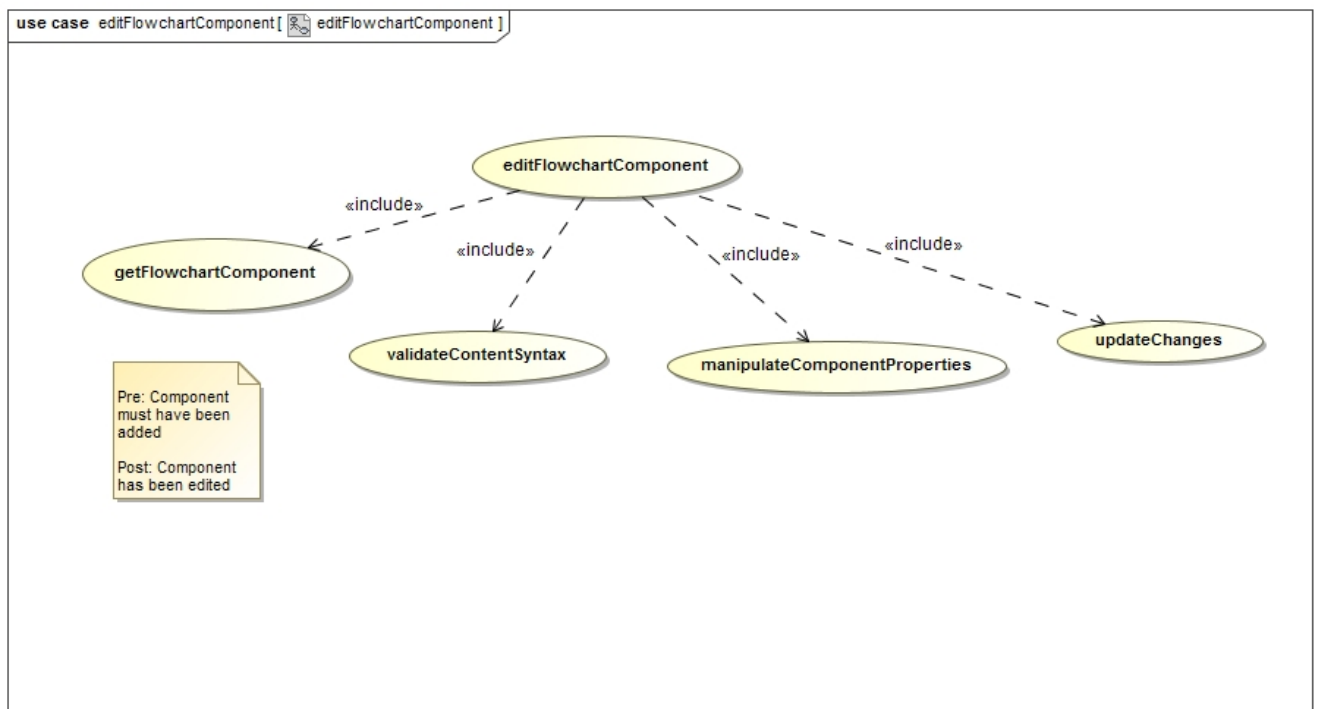 use case editFlowchartComponent [ editFlowchartComponent ]
editFlowchartComponent
«include»
«include»
«include»
«include»
getFlowchartComponent
validateContentSyntax
manipulateComponentProperties
updateChanges
Pre: Component
must have been
added
Post: Component
has been edited